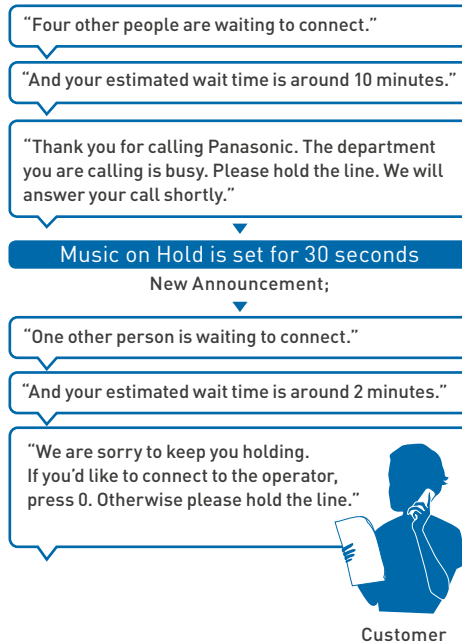 “Four other people are waiting to connect.”
“And your estimated wait time is around 10 minutes.”
“Thank you for calling Panasonic. The department
you are calling is busy. Please hold the line. We will
answer your call shortly.”
Music on Hold is set for 30 seconds
New Announcement;
“One other person is waiting to connect.”
“And your estimated wait time is around 2 minutes.”
“We are sorry to keep you holding.
If you’d like to connect to the operator,
press 0. Otherwise please hold the line.”
Customer